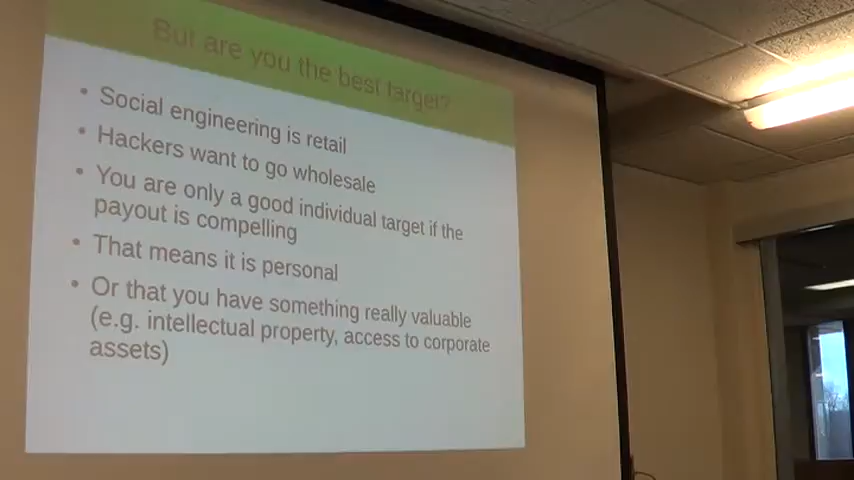 But are you the best target?
• Social engineering is retail
• Hackers want to go wholesale
• You are only a good individual target if the
payout is compelling
• That means it is personal
• Or that you have something really valuable
(e.g. intellectual property, access to corporate
assets)